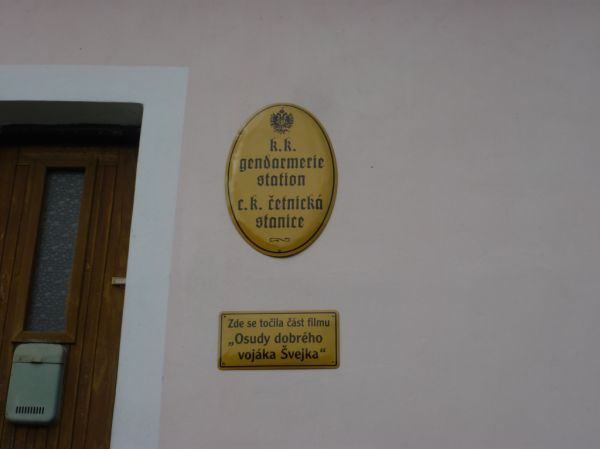 k.k.
gendarmerie
station
c.k. četnická
stanice
Zde se točila část filmu
„Osudy dobrého
vojáka Švejka“